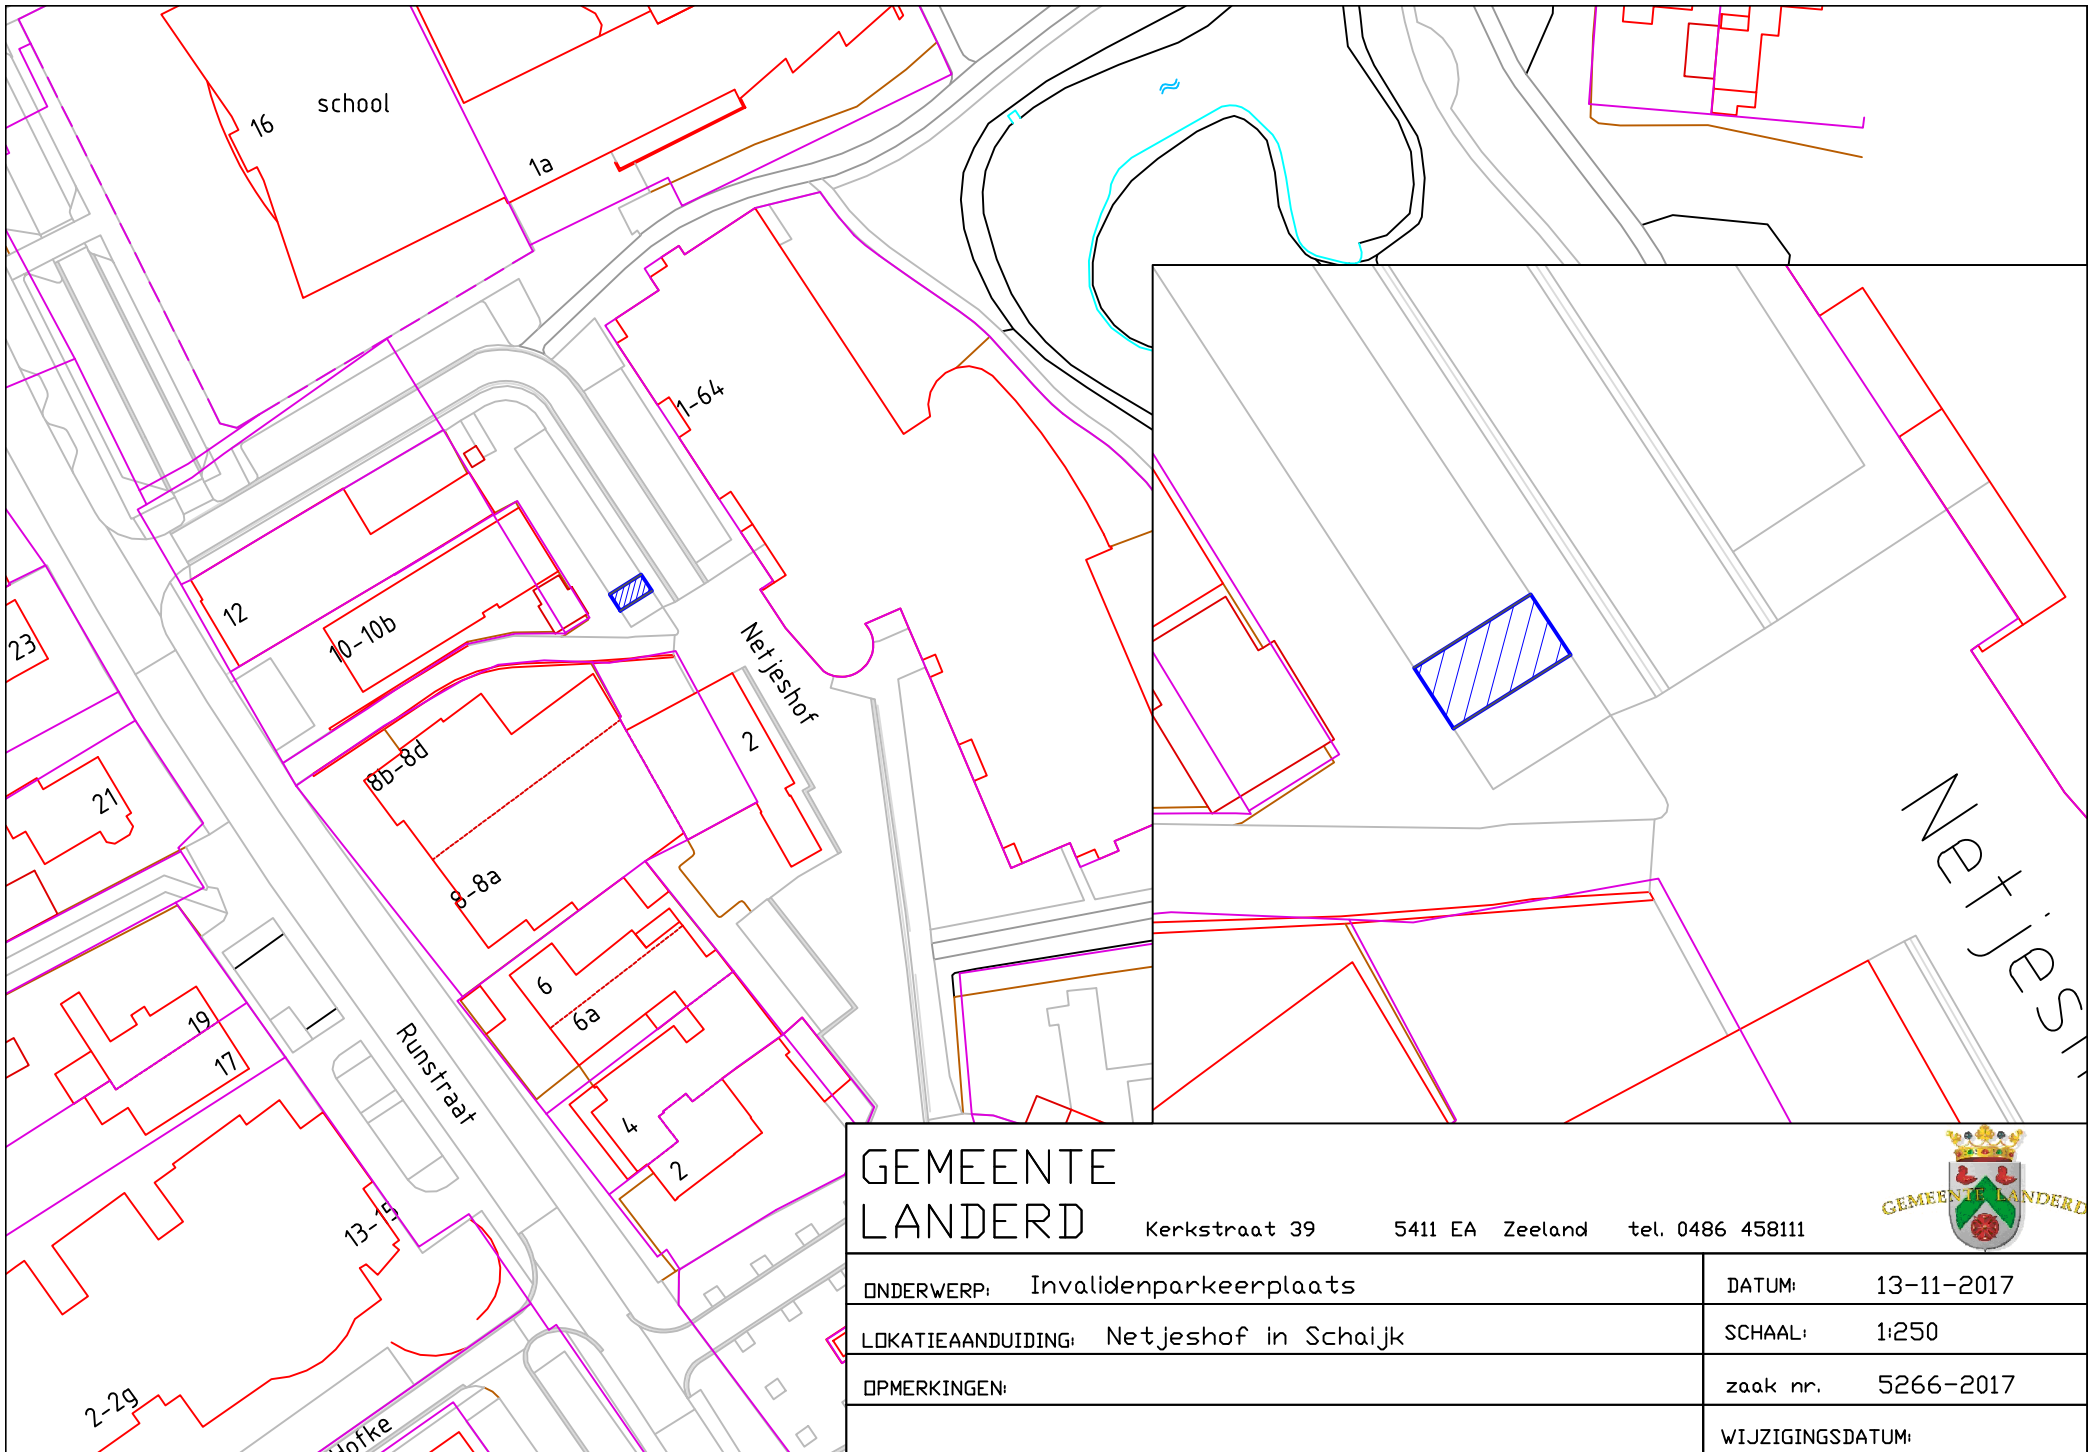 school
16
1a
1-64
12
10-10b
23
Netjeshof
8b-8d
2
21
8-8a
6
6a
19
17
Runstraat
4
2
13-15
2-2g
Hofke
Netjesh
GEMEENTE
LANDERD
Kerkstraat 39 5411 EA Zeeland tel. 0486 458111
GEMEENTE LANDERD
ONDERWERP: Invalidenparkeerplaats
DATUM: 13-11-2017
LOKATIEAANDUIDING: Netjeshof in Schaijk
SCHAAL: 1:250
OPMERKINGEN:
zaak nr. 5266-2017
WIJZIGINGSDATUM: